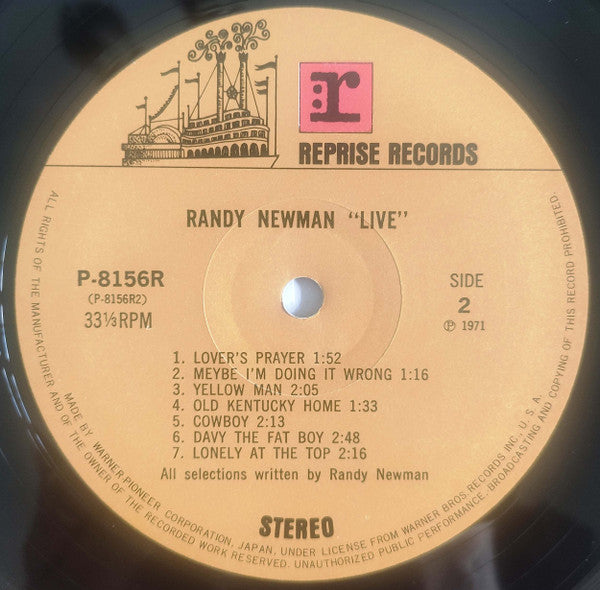 r
REPRISE RECORDS
RANDY NEWMAN "LIVE"
P-8156R
(P-8156R2)
33⅓RPM
SIDE
2
℗ 1971
1. LOVER'S PRAYER 1:52
2. MEYBE I'M DOING IT WRONG 1:16
3. YELLOW MAN 2:05
4. OLD KENTUCKY HOME 1:33
5. COWBOY 2:13
6. DAVY THE FAT BOY 2:48
7. LONELY AT THE TOP 2:16
All selections written by Randy Newman
STEREO
MADE BY WARNER-PIONEER CORPORATION, JAPAN, UNDER LICENSE FROM WARNER BROS. RECORDS INC., U.S.A.
ALL RIGHTS OF THE MANUFACTURER AND OF THE OWNER OF THE RECORDED WORK RESERVED. UNAUTHORIZED PUBLIC PERFORMANCE, BROADCASTING AND COPYING OF THIS RECORD PROHIBITED.